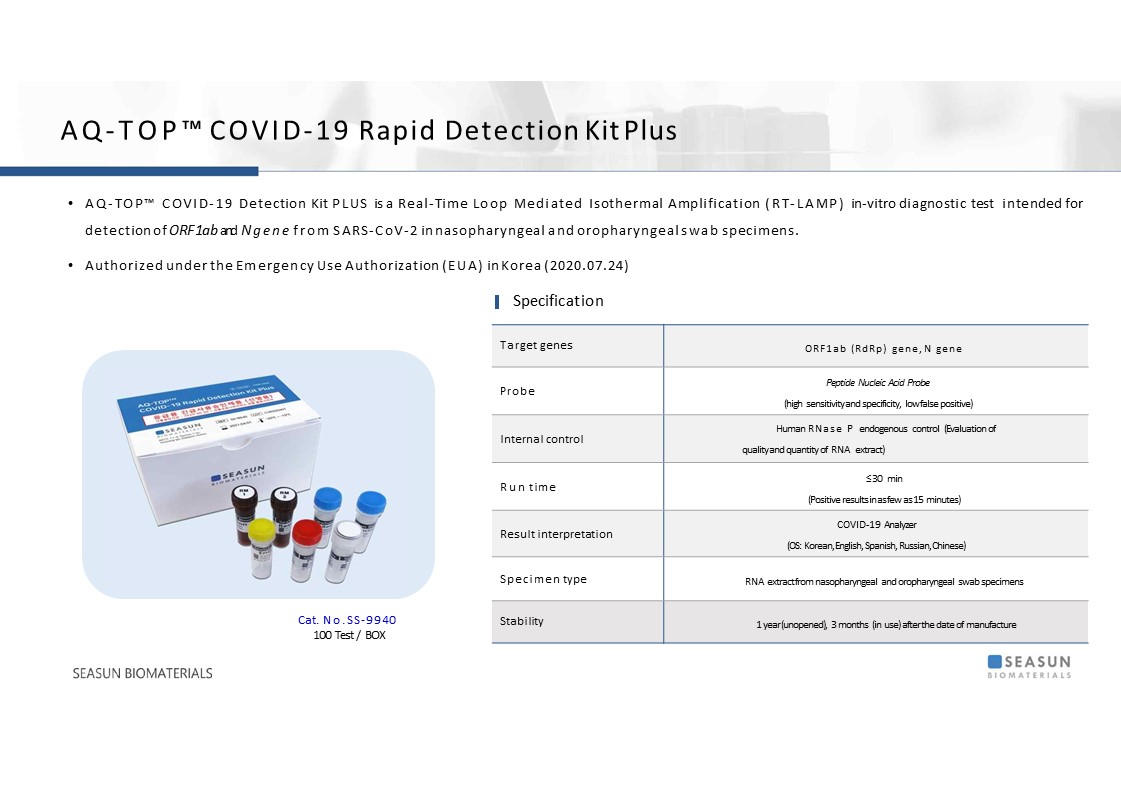 AQ-TOP™ COVID-19 Rapid Detection Kit Plus
• AQ-TOP™ COVID-19 Detection Kit PLUS is a Real-Time Loop Mediated Isothermal Amplification (RT-LAMP) in-vitro diagnostic test intended for
detection of ORF1ab and N gene from SARS-CoV-2 in nasopharyngeal and oropharyngeal swab specimens.
• Authorized under the Emergency Use Authorization (EUA) in Korea (2020.07.24)
Specification
Target genes
ORF1ab (RdRp) gene, N gene
Probe
Peptide Nucleic Acid Probe
(high sensitivity and specificity, low false positive)
Internal control
Human RNase P endogenous control (Evaluation of
quality and quantity of RNA extract)
Run time
≤30 min
(Positive results in as few as 15 minutes)
Result interpretation
COVID-19 Analyzer
(OS: Korean, English, Spanish, Russian, Chinese)
Specimen type
RNA extract from nasopharyngeal and oropharyngeal swab specimens
Stability
1 year (unopened), 3 months (in use) after the date of manufacture
AQ-TOP™
COVID-19 Rapid Detection Kit Plus
SEASUN
BIOMATERIALS
SEASUN
BIOMATERIALS
RM
1
RM
2
Cat. No. SS-9940
100 Test / BOX
SEASUN BIOMATERIALS
SEASUN
BIOMATERIALS